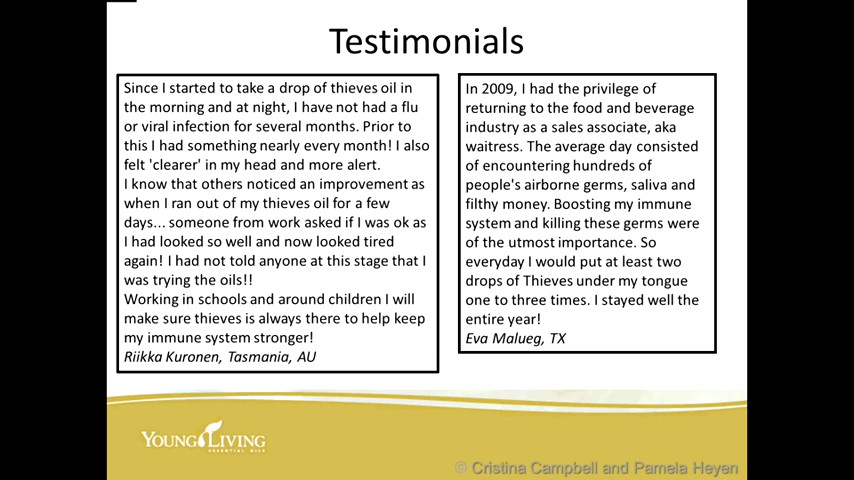 Testimonials
Since I started to take a drop of thieves oil in
the morning and at night, I have not had a flu
or viral infection for several months. Prior to
this I had something nearly every month! I also
felt 'clearer' in my head and more alert.
I know that others noticed an improvement as
when I ran out of my thieves oil for a few
days... someone from work asked if I was ok as
I had looked so well and now looked tired
again! I had not told anyone at this stage that I
was trying the oils!!
Working in schools and around children I will
make sure thieves is always there to help keep
my immune system stronger!
Riikka Kuronen, Tasmania, AU
In 2009, I had the privilege of
returning to the food and beverage
industry as a sales associate, aka
waitress. The average day consisted
of encountering hundreds of
people's airborne germs, saliva and
filthy money. Boosting my immune
system and killing these germs were
of the utmost importance. So
everyday I would put at least two
drops of Thieves under my tongue
one to three times. I stayed well the
entire year!
Eva Malueg, TX
YOUNG LIVING
ESSENTIAL OILS
© Cristina Campbell and Pamela Heyen